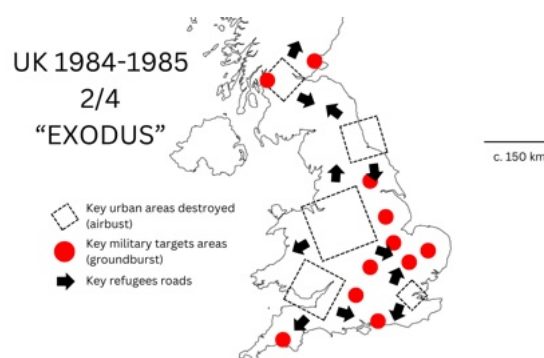 UK 1984-1985
2/4
“EXODUS”
Key urban areas destroyed
(airbust)
Key military targets areas
(groundburst)
Key refugees roads
c. 150 km